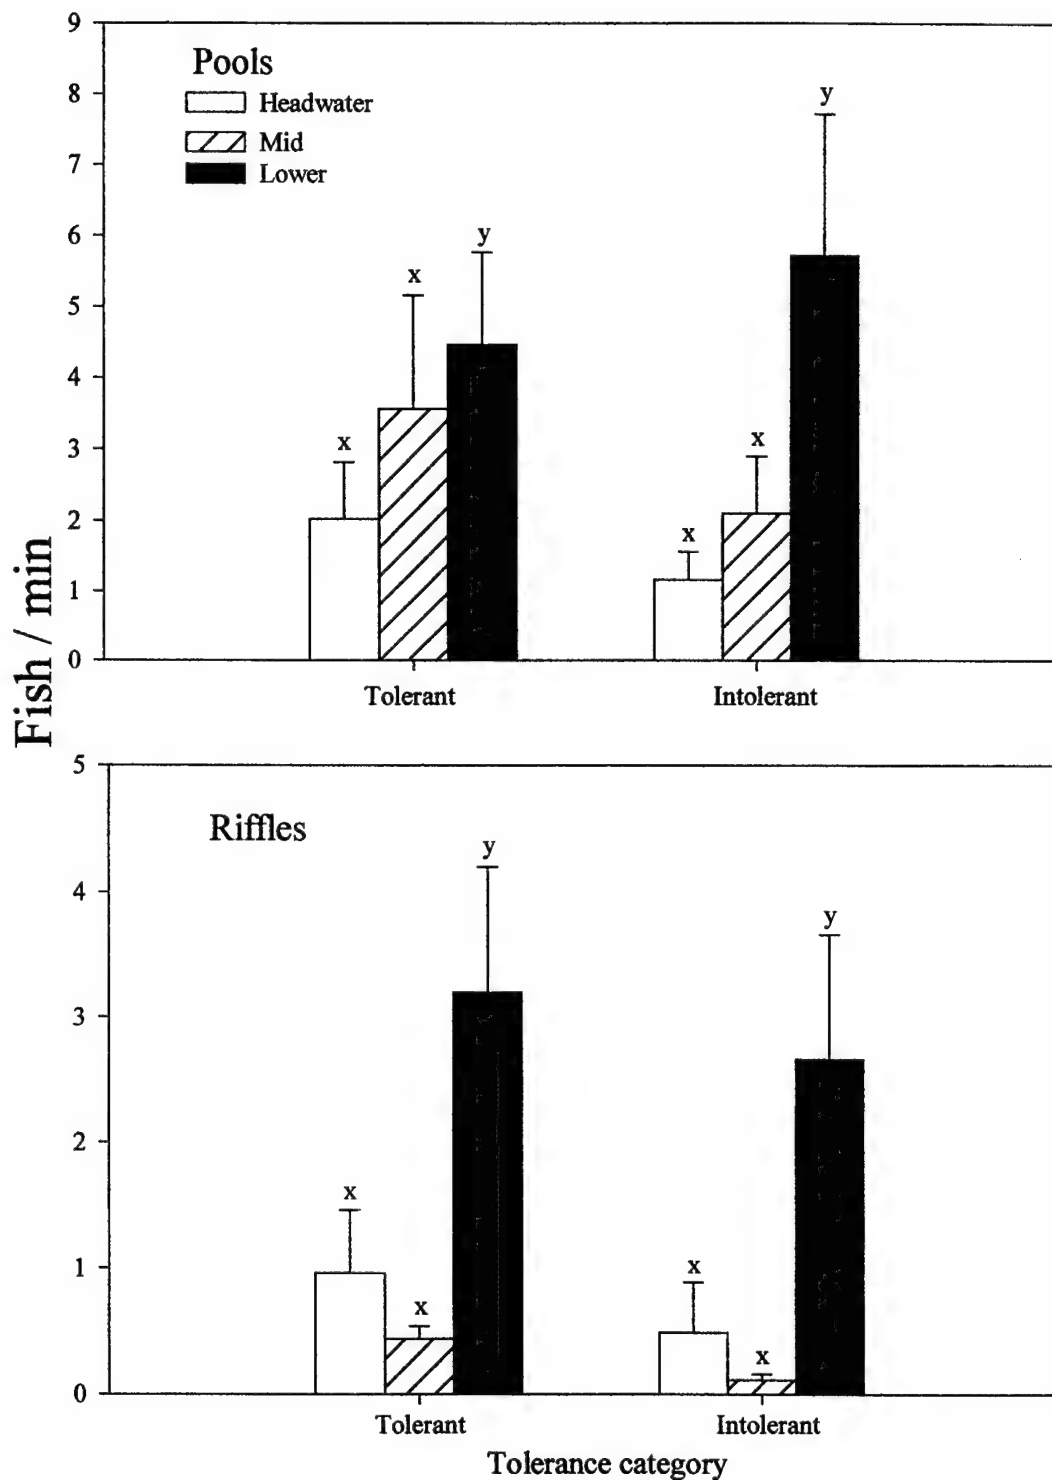 9
Pools
8
Headwater
y
Mid
7
Lower
6
y
x
5
4
x
x
3
x
2
1
0
Tolerant
Intolerant
Fish / min
5
Riffles
y
4
y
3
2
x
x
1
x
x
0
Tolerant
Intolerant
Tolerance category